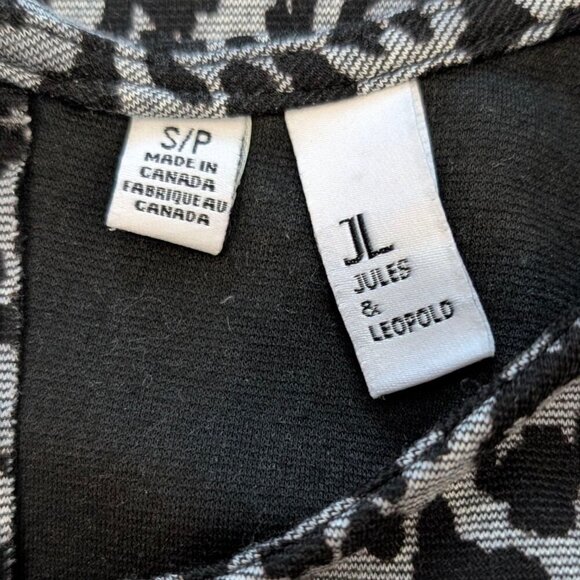 S/P
MADE IN
CANADA
FABRIQUE AU
CANADA
JL
JULES
&
LEOPOLD